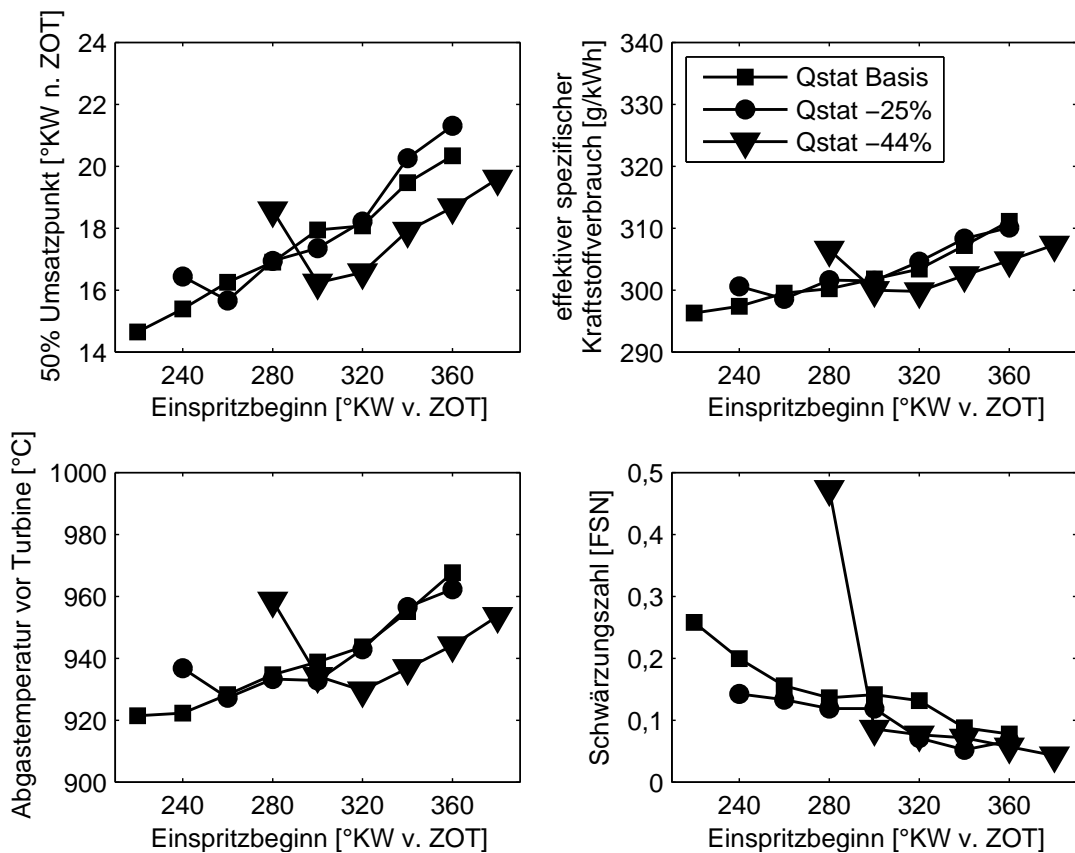 50% Umsatzpunkt [°KW n. ZOT]
24
22
20
18
16
14
240 280 320 360
Einspritzbeginn [°KW v. ZOT]
effektiver spezifischer
Kraftstoffverbrauch [g/kWh]
340
330
320
310
300
290
Qstat Basis
Qstat −25%
Qstat −44%
240 280 320 360
Einspritzbeginn [°KW v. ZOT]
Abgastemperatur vor Turbine [°C]
1000
980
960
940
920
900
240 280 320 360
Einspritzbeginn [°KW v. ZOT]
Schwärzungszahl [FSN]
0,5
0,4
0,3
0,2
0,1
0
240 280 320 360
Einspritzbeginn [°KW v. ZOT]